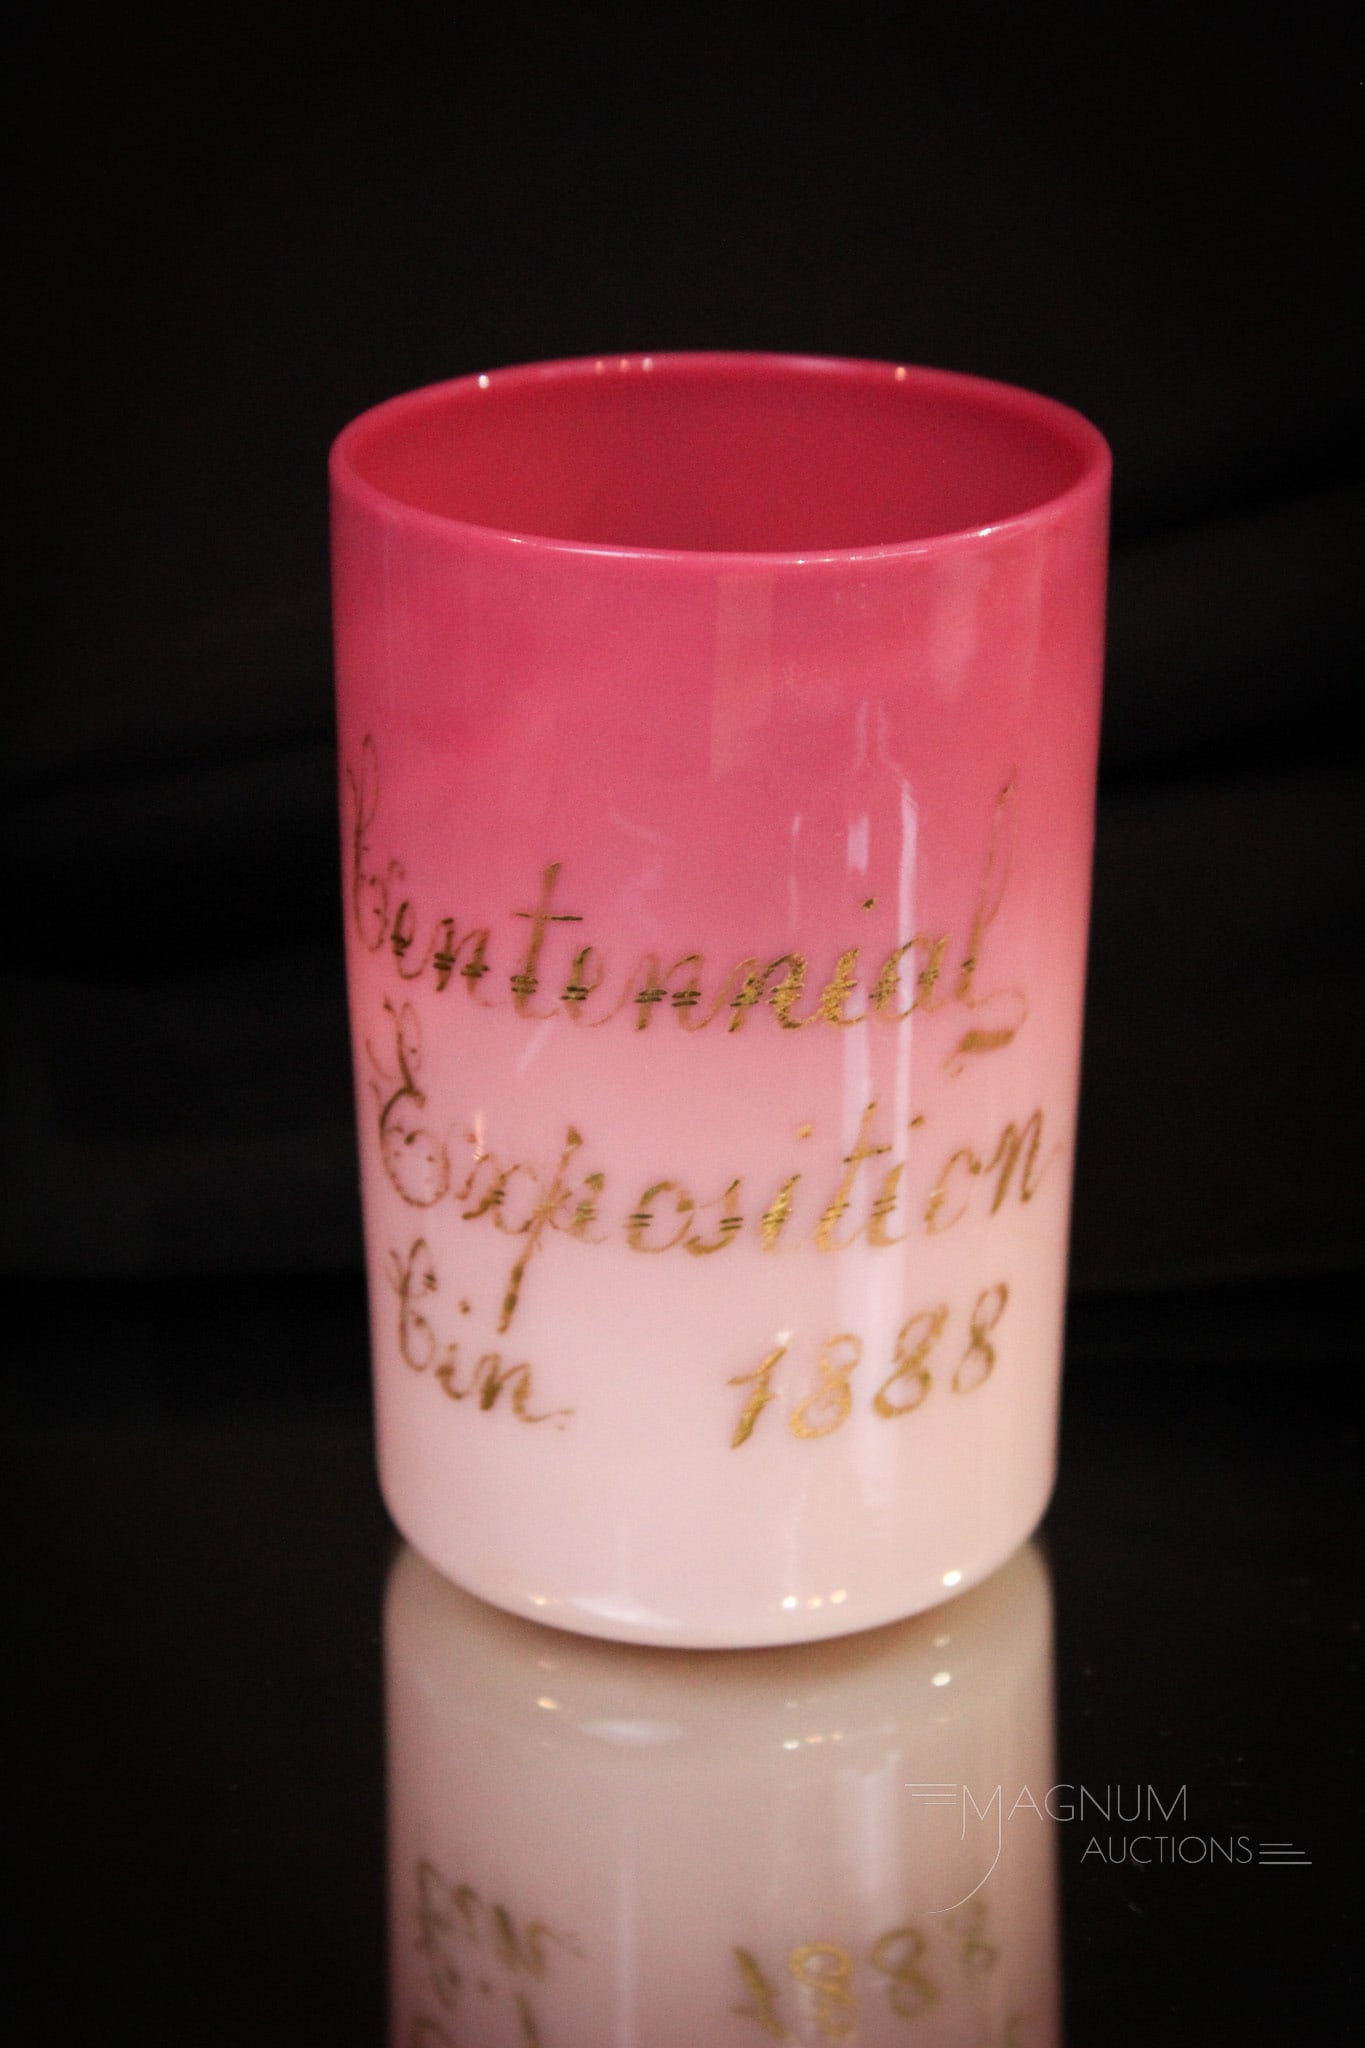 Centennial
Exposition
Cin. 1888
MAGNUM
AUCTIONS